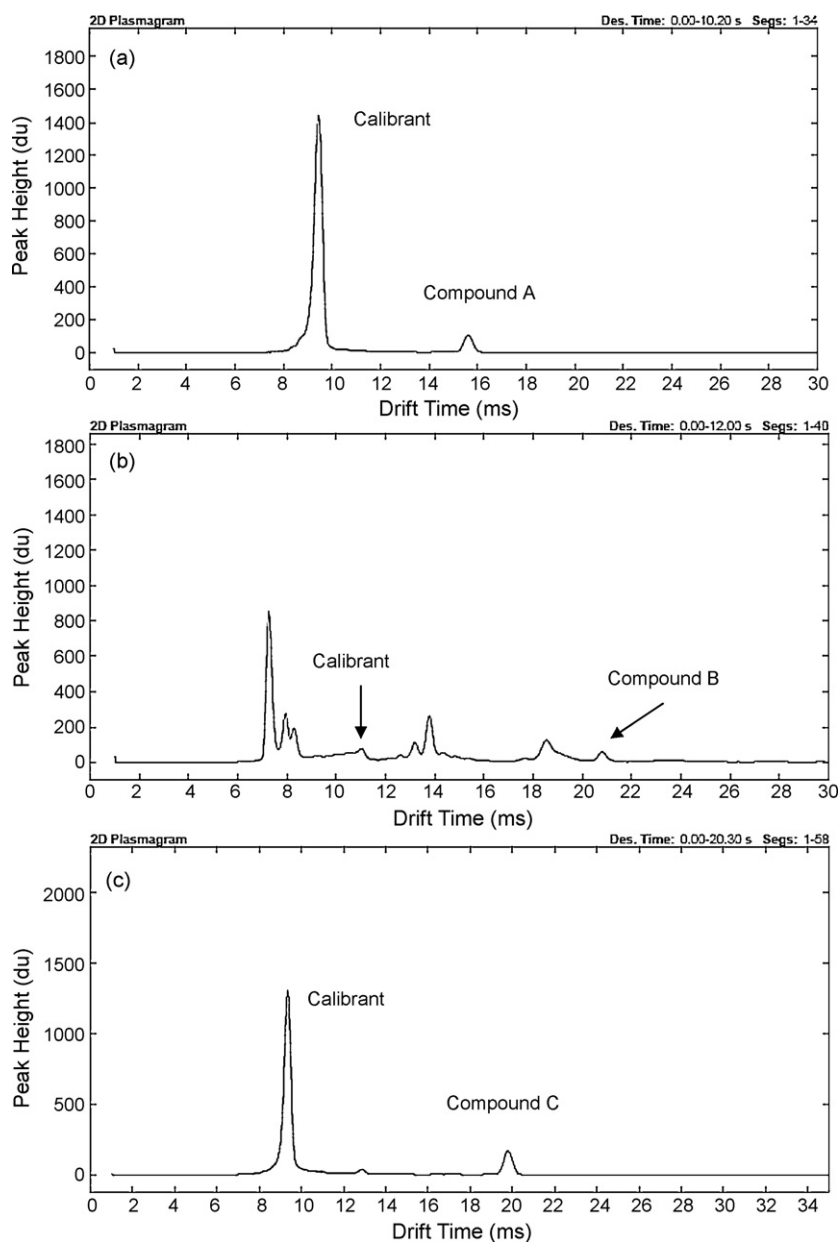 2D Plasmagram Des. Time: 0.00-10.20 s Segs: 1-34
(a)
1800
1600
1400
1200
1000
800
600
400
200
0
Peak Height (du)
Calibrant
Compound A
0 2 4 6 8 10 12 14 16 18 20 22 24 26 28 30
Drift Time (ms)
2D Plasmagram Des. Time: 0.00-12.00 s Segs: 1-40
(b)
1800
1600
1400
1200
1000
800
600
400
200
0
Peak Height (du)
Calibrant
Compound B
0 2 4 6 8 10 12 14 16 18 20 22 24 26 28 30
Drift Time (ms)
2D Plasmagram Des. Time: 0.00-20.30 s Segs: 1-58
(c)
2000
1500
1000
500
0
Peak Height (du)
Calibrant
Compound C
0 2 4 6 8 10 12 14 16 18 20 22 24 26 28 30 32 34
Drift Time (ms)